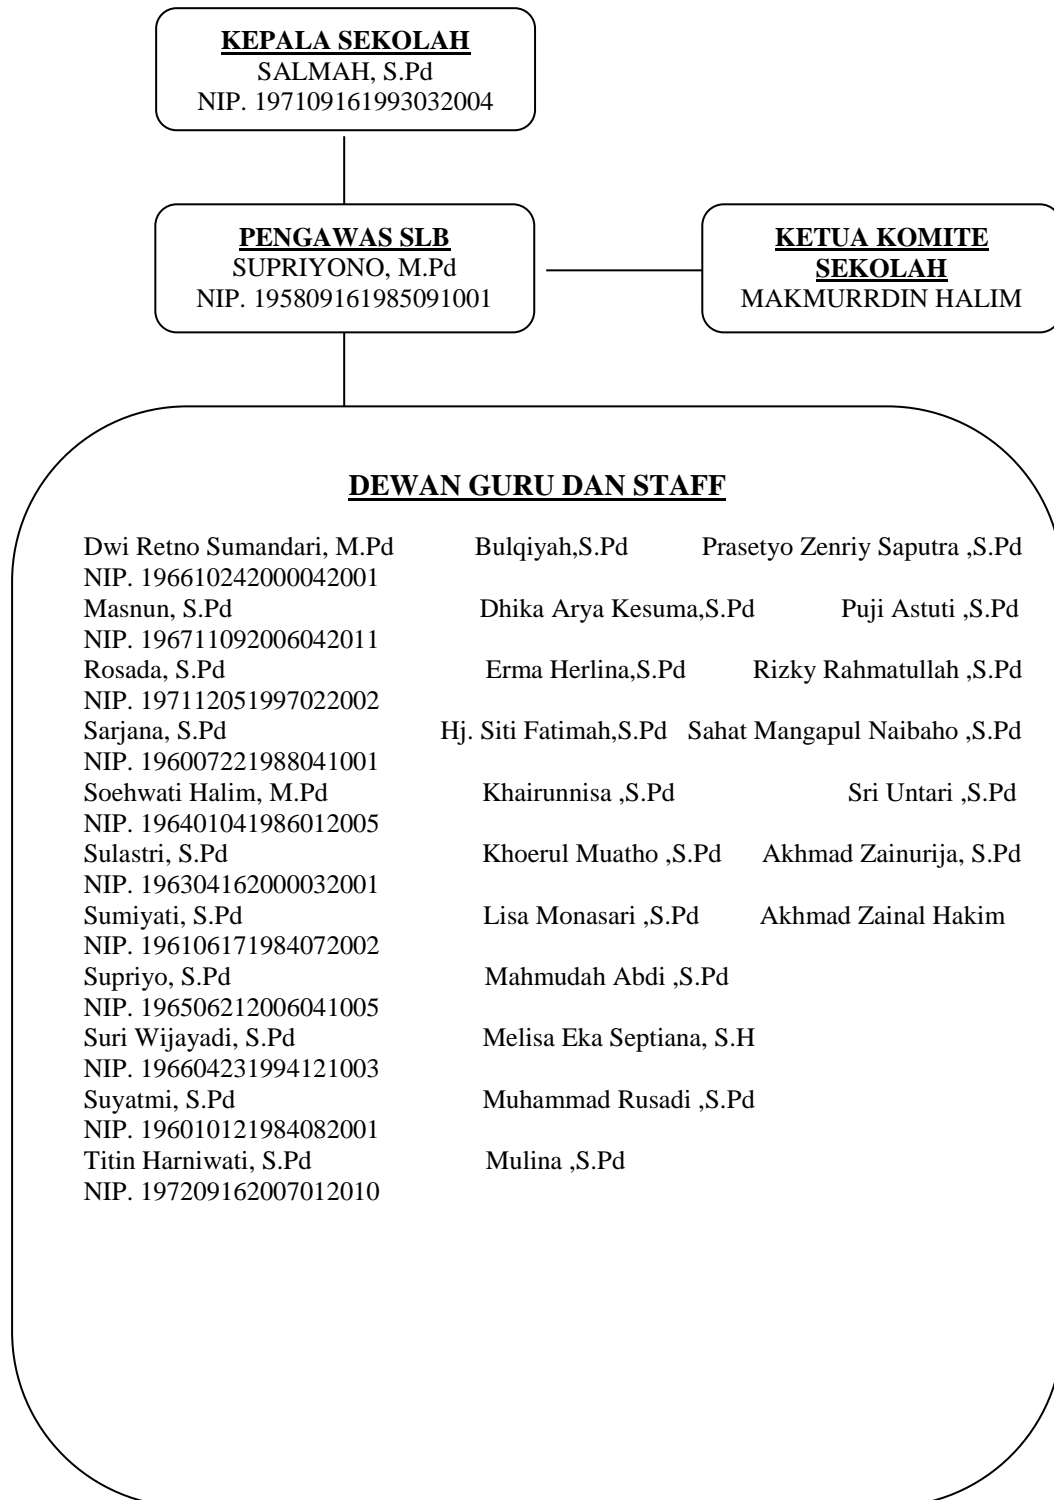 KEPALA SEKOLAH
SALMAH, S.Pd
NIP. 197109161993032004
PENGAWAS SLB
SUPRIYONO, M.Pd
NIP. 195809161985091001
KETUA KOMITE
SEKOLAH
MAKMURRDIN HALIM
DEWAN GURU DAN STAFF
Dwi Retno Sumandari, M.Pd Bulqiyah,S.Pd Prasetyo Zenriy Saputra ,S.Pd
NIP. 196610242000042001
Masnun, S.Pd Dhika Arya Kesuma,S.Pd Puji Astuti ,S.Pd
NIP. 196711092006042011
Rosada, S.Pd Erma Herlina,S.Pd Rizky Rahmatullah ,S.Pd
NIP. 197112051997022002
Sarjana, S.Pd Hj. Siti Fatimah,S.Pd Sahat Mangapul Naibaho ,S.Pd
NIP. 196007221988041001
Soehwati Halim, M.Pd Khairunnisa ,S.Pd Sri Untari ,S.Pd
NIP. 196401041986012005
Sulastri, S.Pd Khoerul Muatho ,S.Pd Akhmad Zainurija, S.Pd
NIP. 196304162000032001
Sumiyati, S.Pd Lisa Monasari ,S.Pd Akhmad Zainal Hakim
NIP. 196106171984072002
Supriyo, S.Pd Mahmudah Abdi ,S.Pd
NIP. 196506212006041005
Suri Wijayadi, S.Pd Melisa Eka Septiana, S.H
NIP. 196604231994121003
Suyatmi, S.Pd Muhammad Rusadi ,S.Pd
NIP. 196010121984082001
Titin Harniwati, S.Pd Mulina ,S.Pd
NIP. 197209162007012010